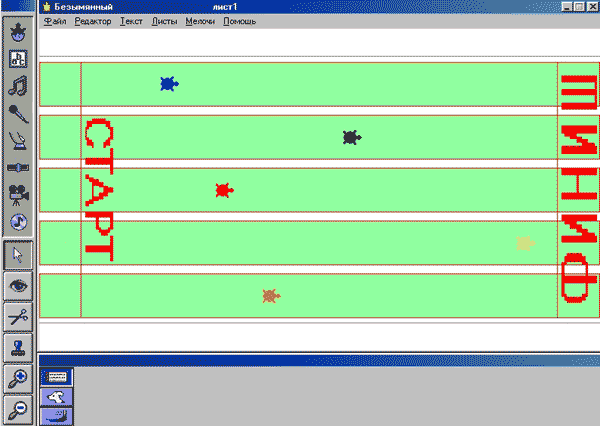 Безымянный лист1
Файл Редактор Текст Листы Мелочи Помощь
СТАРТ
ФИНИШ